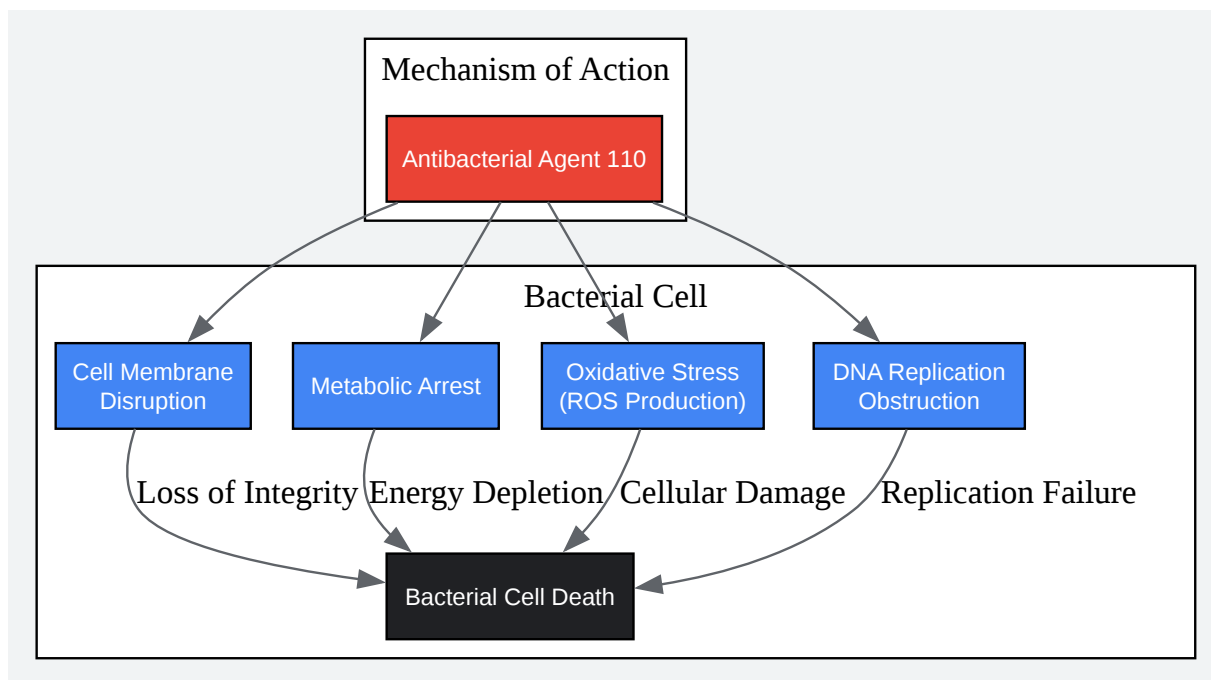 Mechanism of Action
Antibacterial Agent 110
Bacterial Cell
Cell Membrane
Disruption
Metabolic Arrest
Oxidative Stress
(ROS Production)
DNA Replication
Obstruction
Loss of Integrity
Energy Depletion
Cellular Damage
Replication Failure
Bacterial Cell Death